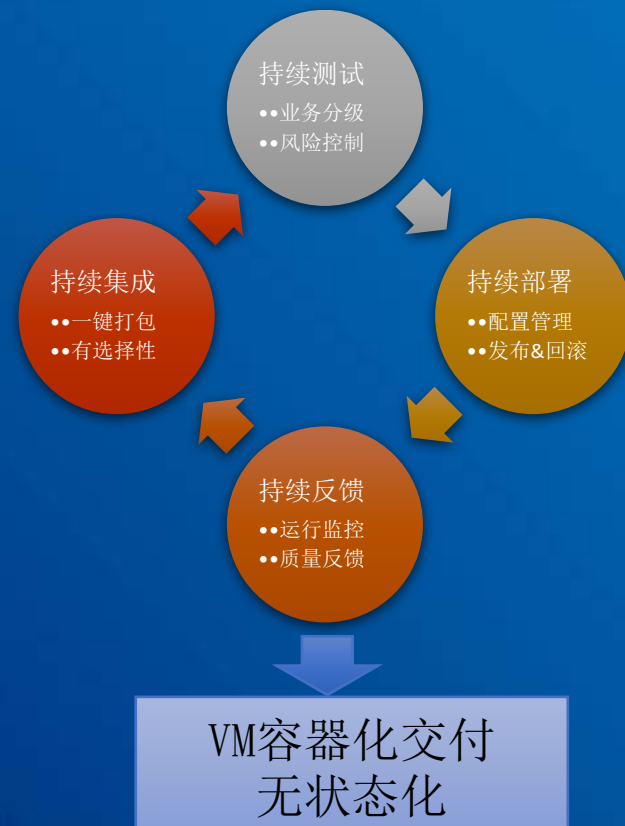 持续测试
••业务分级
••风险控制
持续集成
••一键打包
••有选择性
持续部署
••配置管理
••发布&回滚
持续反馈
••运行监控
••质量反馈
VM容器化交付
无状态化